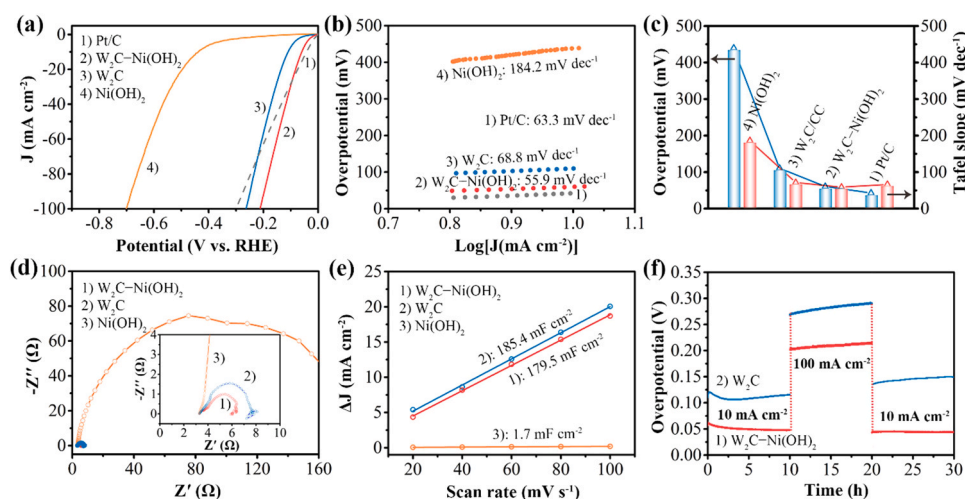 (a)
1) Pt/C
2) W₂C−Ni(OH)₂
3) W₂C
4) Ni(OH)₂
1)
3)
2)
4)
0
-20
-40
-60
-80
-100
J (mA cm⁻²)
-0.8 -0.6 -0.4 -0.2 0.0
Potential (V vs. RHE)
(b)
500
400
300
200
100
0
Overpotential (mV)
4) Ni(OH)₂: 184.2 mV dec⁻¹
1) Pt/C: 63.3 mV dec⁻¹
3) W₂C: 68.8 mV dec⁻¹
2) W₂C−Ni(OH)₂: 55.9 mV dec⁻¹
1)
0.7 0.8 0.9 1.0 1.1
Log[J(mA cm⁻²)]
(c)
500
400
300
200
100
0
Overpotential (mV)
4) Ni(OH)₂
3) W₂C/CC
2) W₂C−Ni(OH)₂
1) Pt/C
500
400
300
200
100
0
Tafel slope (mV dec⁻¹)
(d)
1) W₂C−Ni(OH)₂
2) W₂C
3) Ni(OH)₂
100
80
60
40
20
0
-Z″ (Ω)
4
3
2
1
0
-Z″ (Ω)
3)
2)
1)
0 2 4 6 8 10
Z′ (Ω)
0 40 80 120 160
Z′ (Ω)
(e)
1) W₂C−Ni(OH)₂
2) W₂C
3) Ni(OH)₂
25
20
15
10
5
0
ΔJ (mA cm⁻²)
2): 185.4 mF cm⁻²
1): 179.5 mF cm⁻²
3): 1.7 mF cm⁻²
20 40 60 80 100
Scan rate (mV s⁻¹)
(f)
0.35
0.30
0.25
0.20
0.15
0.10
0.05
0.00
Overpotential (V)
100 mA cm⁻²
2) W₂C
10 mA cm⁻²
10 mA cm⁻²
1) W₂C−Ni(OH)₂
0 10 20 30
Time (h)